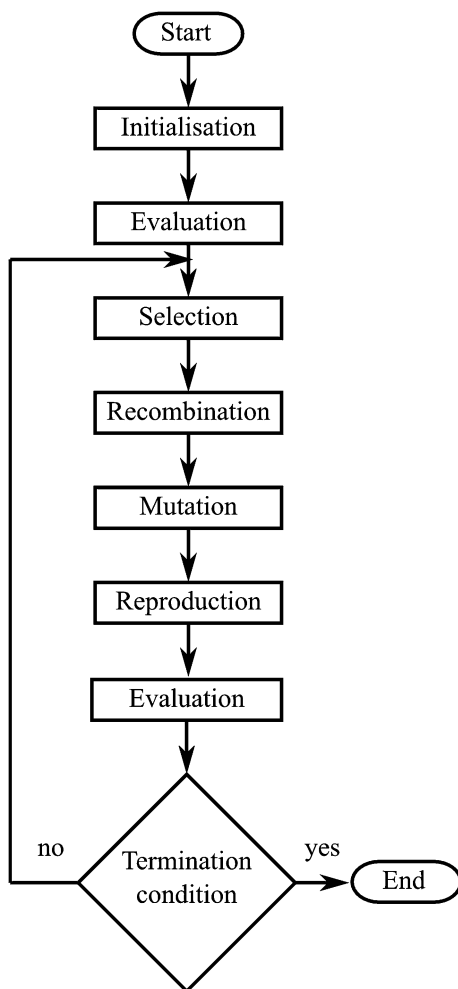 Start
Initialisation
Evaluation
Selection
Recombination
Mutation
Reproduction
Evaluation
no
yes
Termination
condition
End